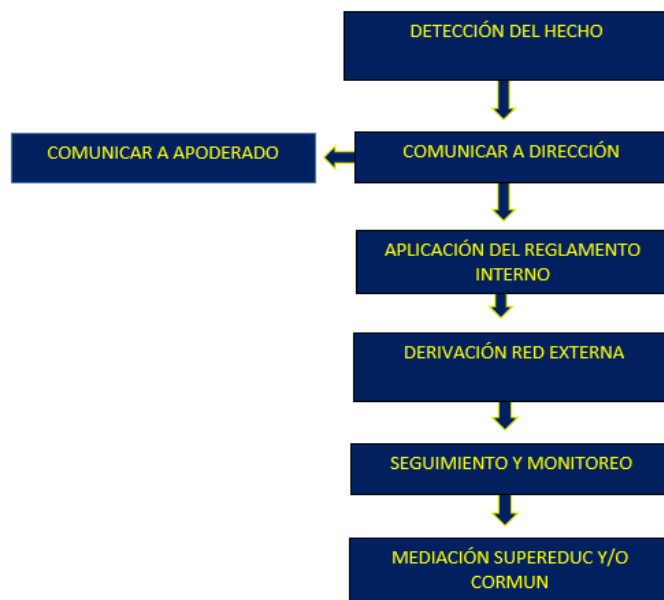 DETECCIÓN DEL HECHO
COMUNICAR A APODERADO
COMUNICAR A DIRECCIÓN
APLICACIÓN DEL REGLAMENTO
INTERNO
DERIVACIÓN RED EXTERNA
SEGUIMIENTO Y MONITOREO
MEDIACIÓN SUPEREDUC Y/O
CORMUN